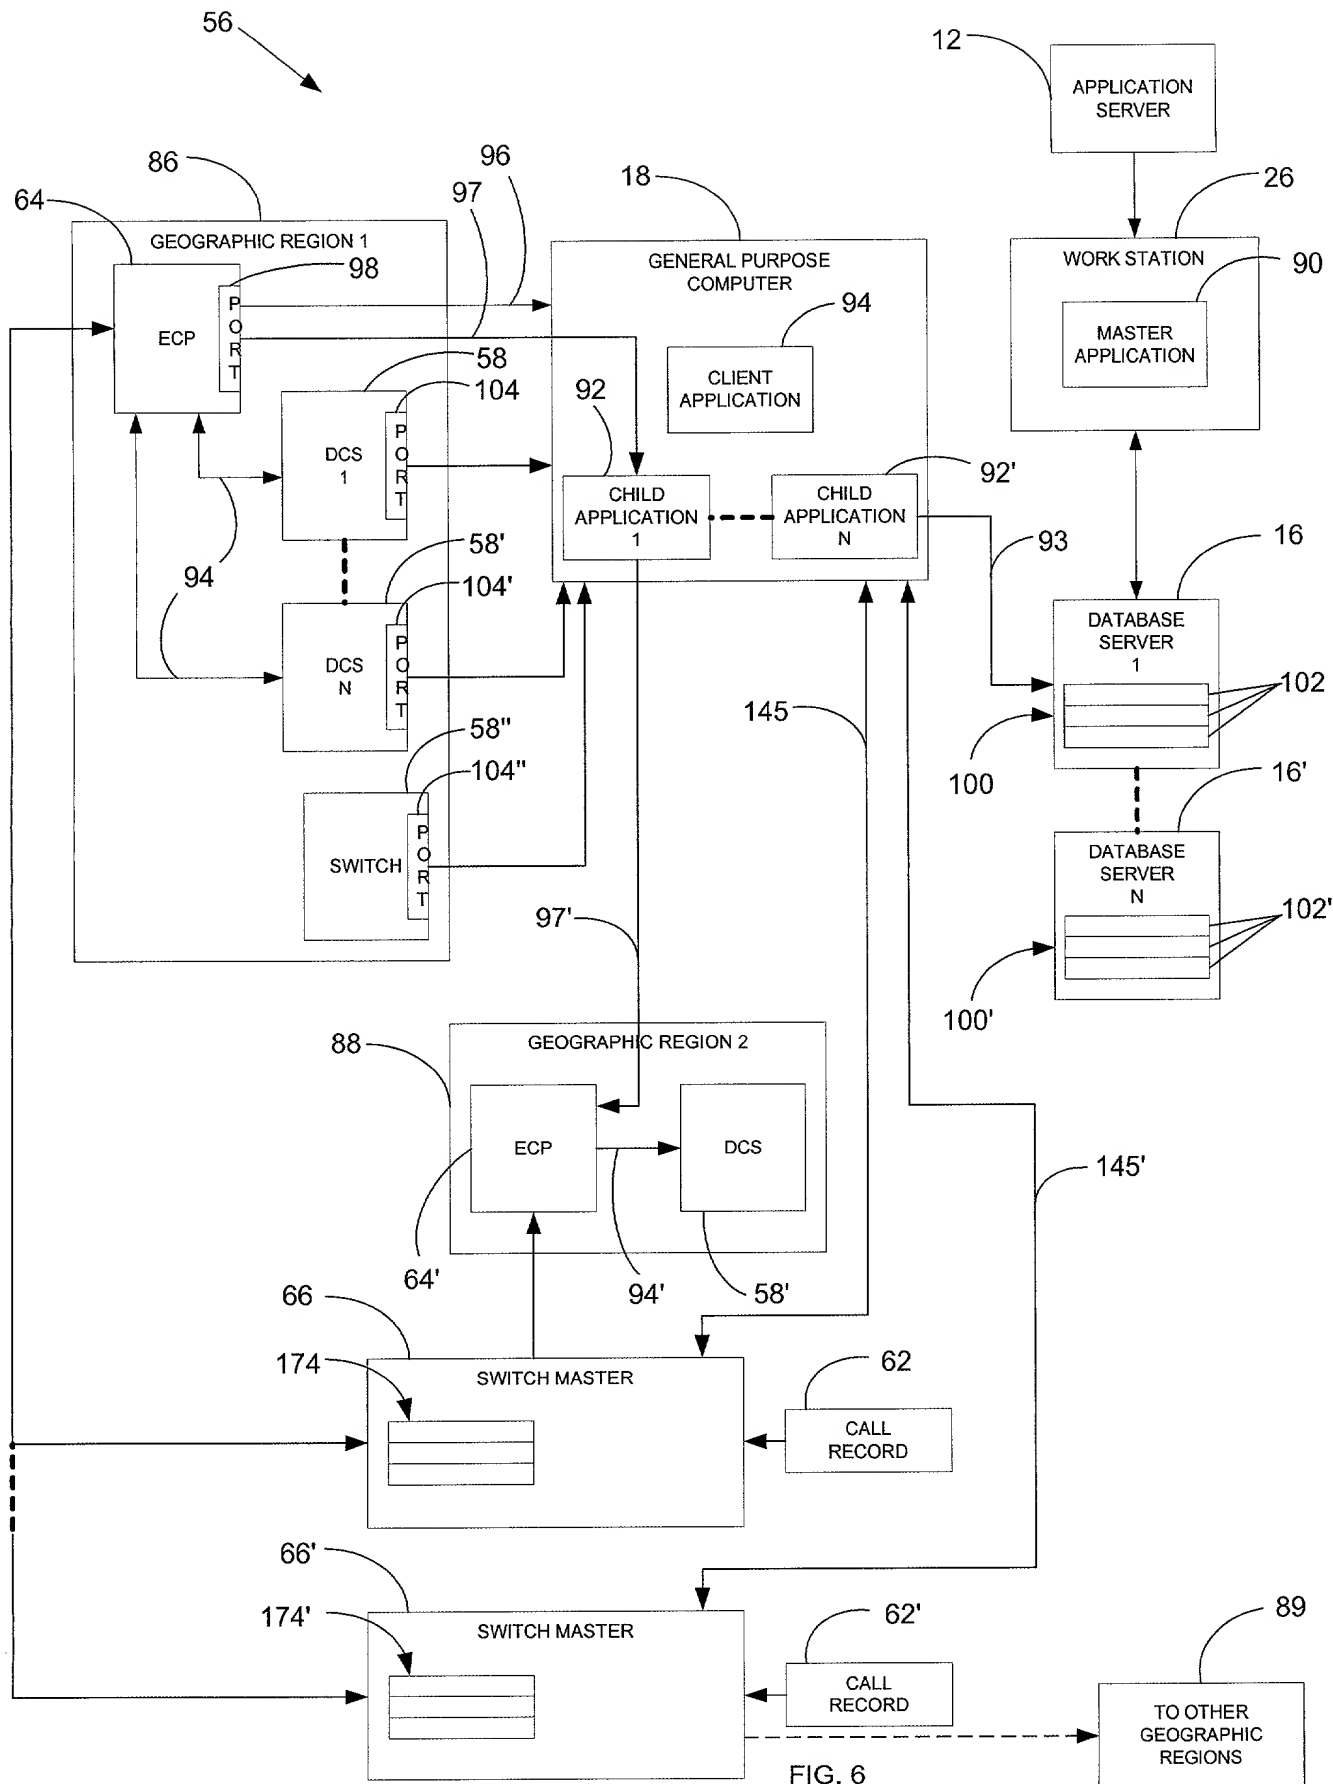 56
12
APPLICATION
SERVER
86
96
97
18
26
64
GEOGRAPHIC REGION 1
98
GENERAL PURPOSE
COMPUTER
WORK STATION
90
ECP
PORT
94
MASTER
APPLICATION
58
104
CLIENT
APPLICATION
92
DCS
1
PORT
92'
CHILD
APPLICATION
1
CHILD
APPLICATION
N
93
16
94
58'
104'
DATABASE
SERVER
1
102
DCS
N
PORT
145
100
58"
104"
16'
SWITCH
PORT
DATABASE
SERVER
N
102'
97'
100'
88
GEOGRAPHIC REGION 2
ECP
DCS
145'
64'
94'
58'
66
174
SWITCH MASTER
62
CALL
RECORD
66'
174'
SWITCH MASTER
62'
CALL
RECORD
89
TO OTHER
GEOGRAPHIC
REGIONS
FIG. 6